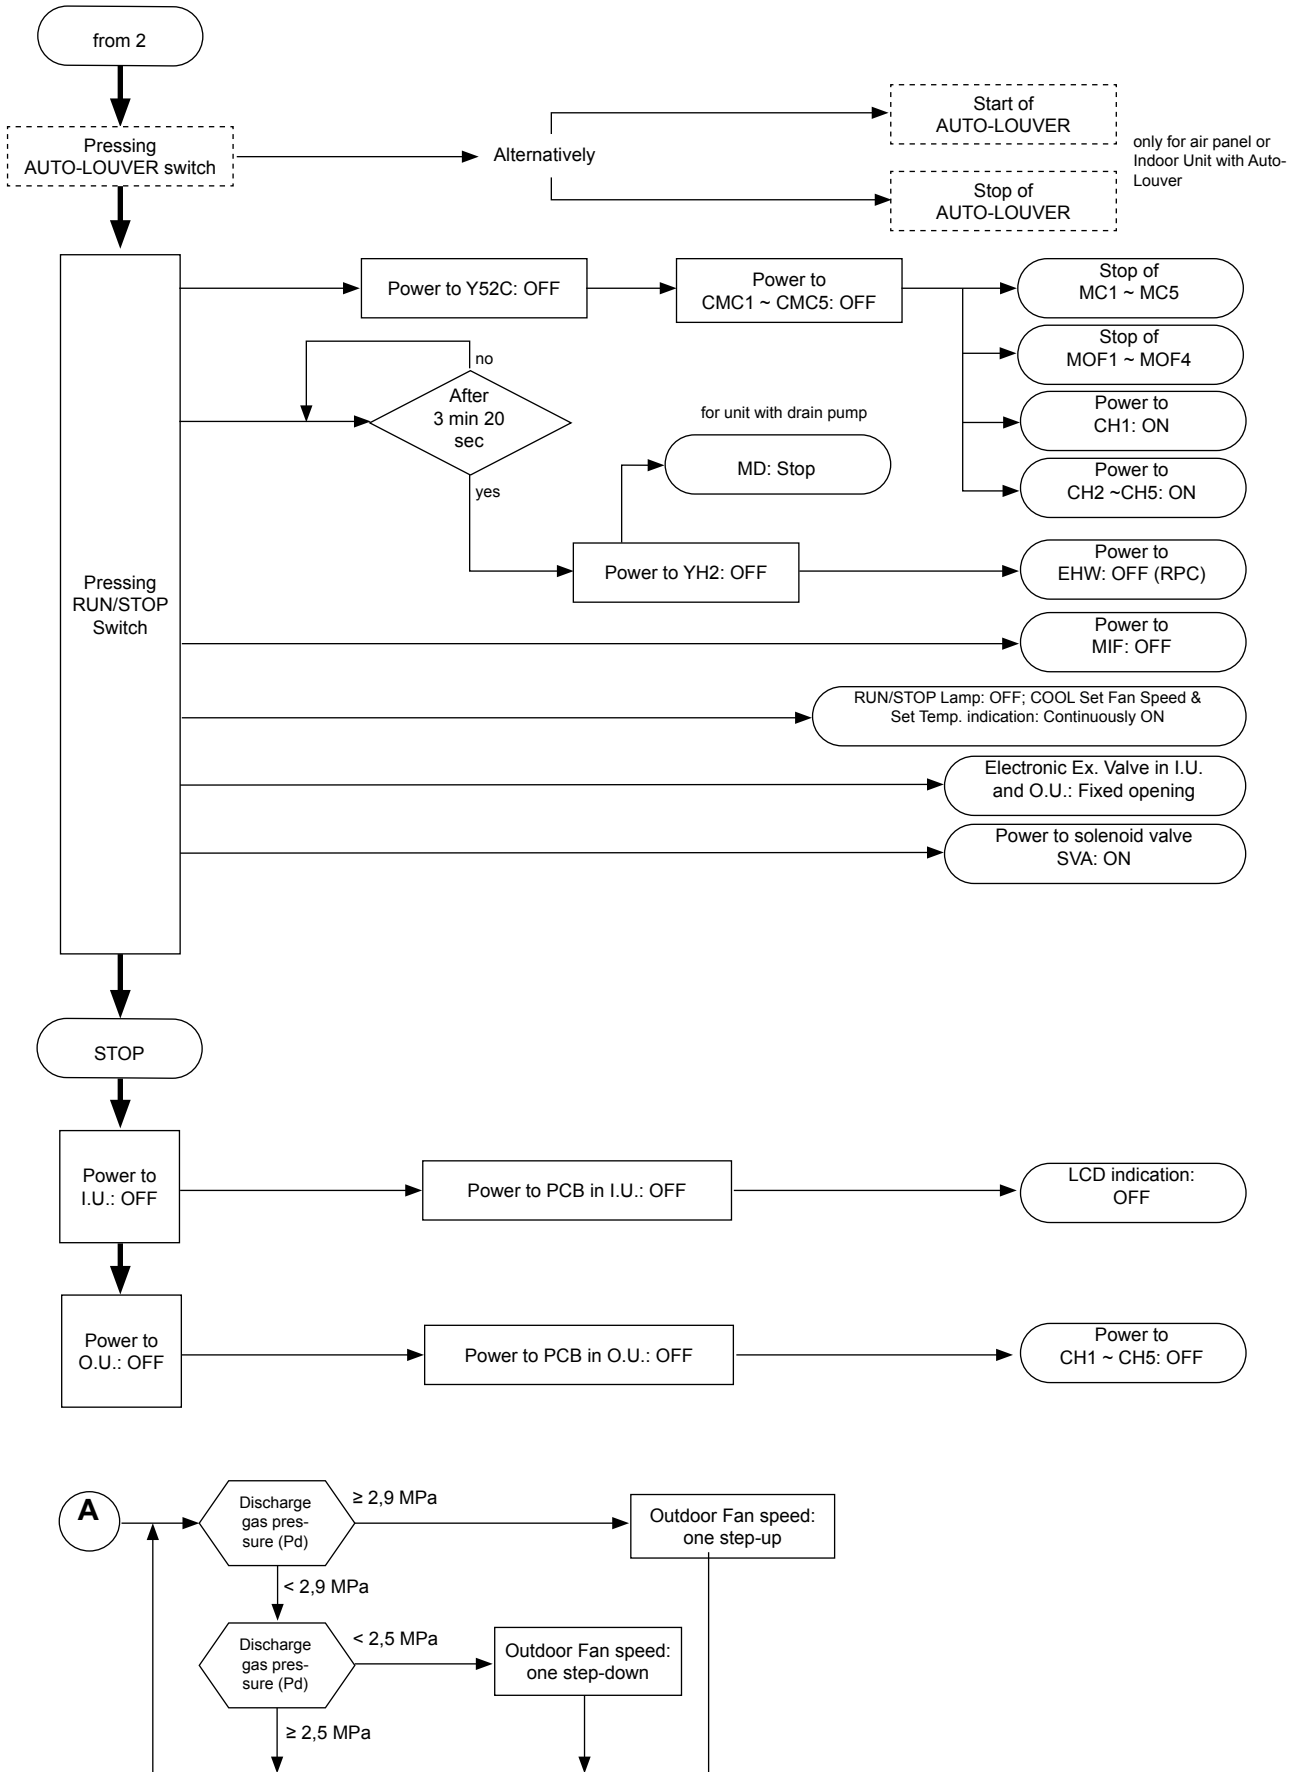 from 2
Pressing
AUTO-LOUVER switch
Alternatively
Start of
AUTO-LOUVER
Stop of
AUTO-LOUVER
only for air panel or
Indoor Unit with Auto-
Louver
Pressing
RUN/STOP
Switch
Power to Y52C: OFF
Power to
CMC1 ~ CMC5: OFF
Stop of
MC1 ~ MC5
Stop of
MOF1 ~ MOF4
Power to
CH1: ON
Power to
CH2 ~CH5: ON
no
After
3 min 20
sec
yes
for unit with drain pump
MD: Stop
Power to YH2: OFF
Power to
EHW: OFF (RPC)
Power to
MIF: OFF
RUN/STOP Lamp: OFF; COOL Set Fan Speed &
Set Temp. indication: Continuously ON
Electronic Ex. Valve in I.U.
and O.U.: Fixed opening
Power to solenoid valve
SVA: ON
STOP
Power to
I.U.: OFF
Power to PCB in I.U.: OFF
LCD indication:
OFF
Power to
O.U.: OFF
Power to PCB in O.U.: OFF
Power to
CH1 ~ CH5: OFF
A
Discharge
gas pres-
sure (Pd)
≥ 2,9 MPa
Outdoor Fan speed:
one step-up
< 2,9 MPa
Discharge
gas pres-
sure (Pd)
< 2,5 MPa
Outdoor Fan speed:
one step-down
≥ 2,5 MPa